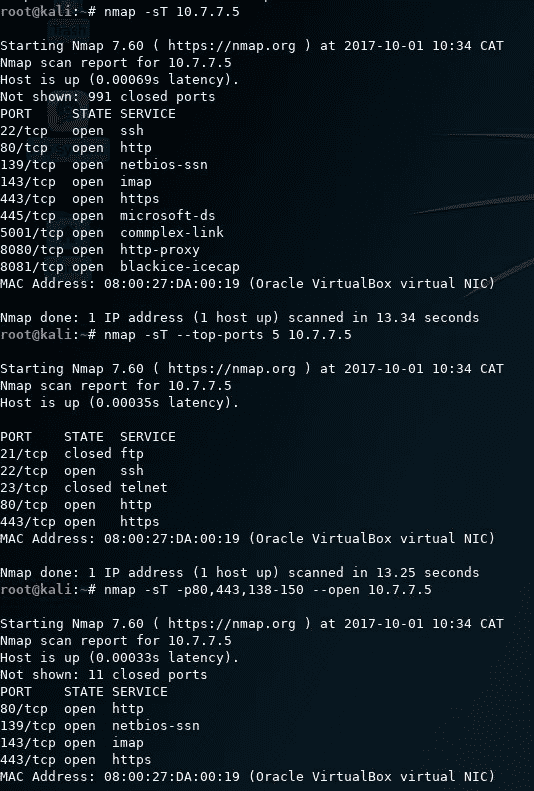 root@kali:~# nmap -sT 10.7.7.5
Starting Nmap 7.60 ( https://nmap.org ) at 2017-10-01 10:34 CAT
Nmap scan report for 10.7.7.5
Host is up (0.00069s latency).
Not shown: 991 closed ports
PORT     STATE SERVICE
22/tcp   open  ssh
80/tcp   open  http
139/tcp  open  netbios-ssn
143/tcp  open  imap
443/tcp  open  https
445/tcp  open  microsoft-ds
5001/tcp open  commplex-link
8080/tcp open  http-proxy
8081/tcp open  blackice-icecap
MAC Address: 08:00:27:DA:00:19 (Oracle VirtualBox virtual NIC)
Nmap done: 1 IP address (1 host up) scanned in 13.34 seconds
root@kali:~# nmap -sT --top-ports 5 10.7.7.5
Starting Nmap 7.60 ( https://nmap.org ) at 2017-10-01 10:34 CAT
Nmap scan report for 10.7.7.5
Host is up (0.00035s latency).
PORT    STATE  SERVICE
21/tcp  closed ftp
22/tcp  open   ssh
23/tcp  closed telnet
80/tcp  open   http
443/tcp open   https
MAC Address: 08:00:27:DA:00:19 (Oracle VirtualBox virtual NIC)
Nmap done: 1 IP address (1 host up) scanned in 13.25 seconds
root@kali:~# nmap -sT -p80,443,138-150 --open 10.7.7.5
Starting Nmap 7.60 ( https://nmap.org ) at 2017-10-01 10:34 CAT
Nmap scan report for 10.7.7.5
Host is up (0.00033s latency).
Not shown: 11 closed ports
PORT    STATE SERVICE
80/tcp  open  http
139/tcp open  netbios-ssn
143/tcp open  imap
443/tcp open  https
MAC Address: 08:00:27:DA:00:19 (Oracle VirtualBox virtual NIC)